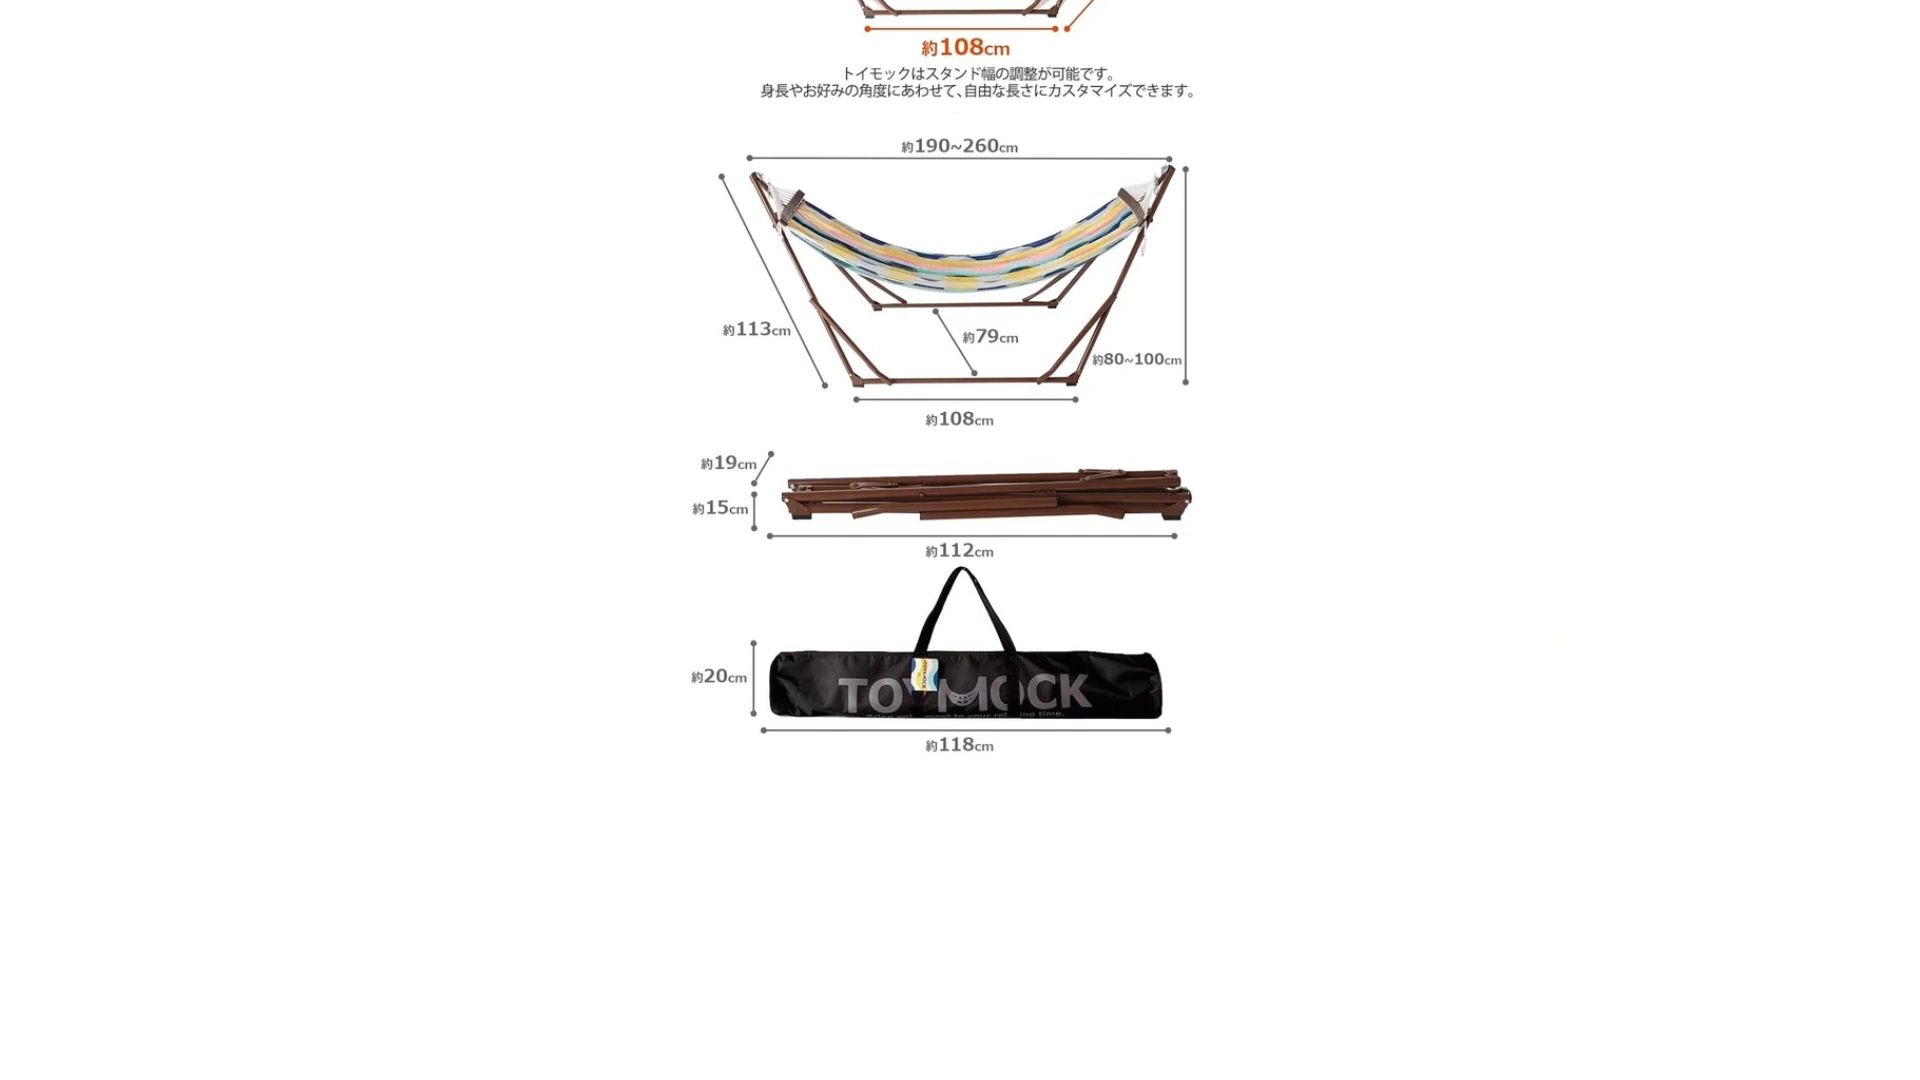 約108cm
トイモックはスタンド幅の調整が可能です。
身長やお好みの角度にあわせて、自由な長さにカスタマイズできます。
約190~260cm
約113cm
約79cm
約80~100cm
約108cm
約19cm
約15cm
約112cm
約20cm
TOYMOCK
約118cm